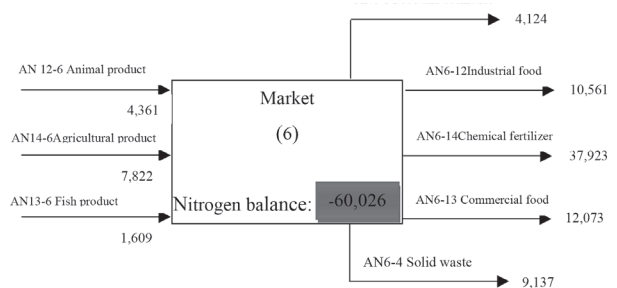 4,124
AN 12-6 Animal product
4,361
AN14-6Agricultural product
7,822
AN13-6 Fish product
1,609
Market
(6)
Nitrogen balance: -60,026
AN6-12Industrial food
10,561
AN6-14Chemical fertilizer
37,923
AN6-13 Commercial food
12,073
AN6-4 Solid waste
9,137